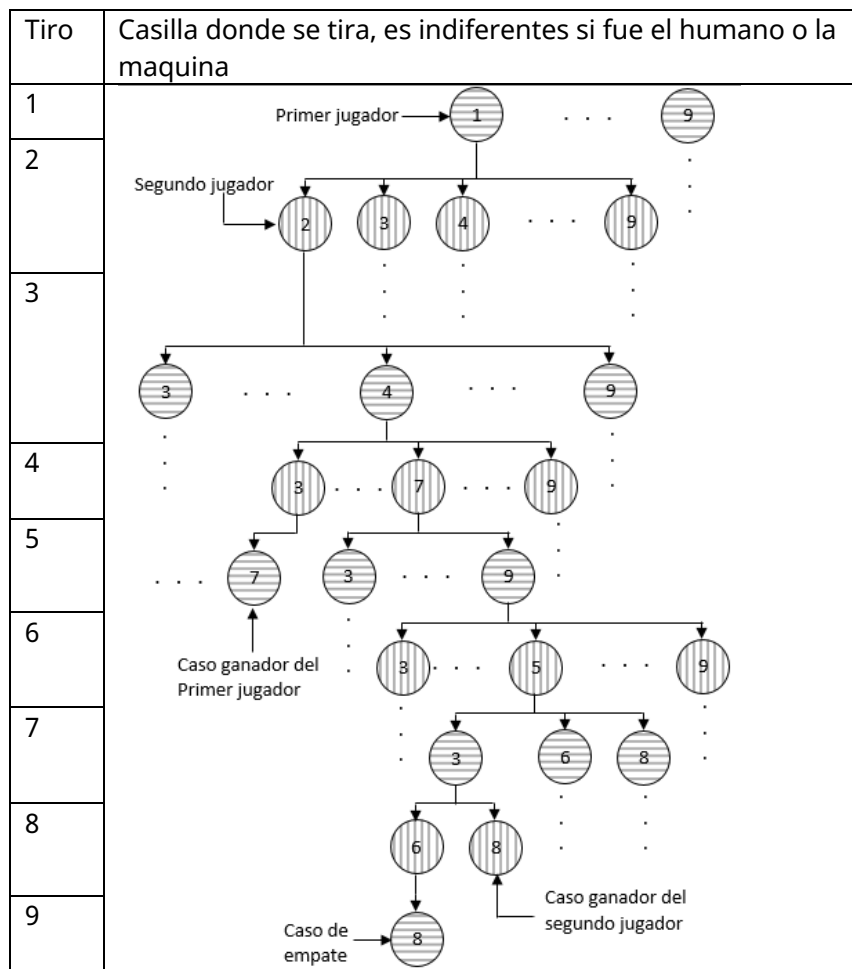 Tiro
Casilla donde se tira, es indiferentes si fue el humano o la
maquina
1
Primer jugador
1
. . .
9
2
Segundo jugador
2
3
4
. . .
9
3
3
. . .
4
. . .
9
4
3
. . .
7
. . .
9
5
. . .
7
3
. . .
9
6
Caso ganador del
Primer jugador
3
. . .
5
. . .
9
7
3
6
8
8
6
8
Caso ganador del
segundo jugador
9
Caso de
empate
8